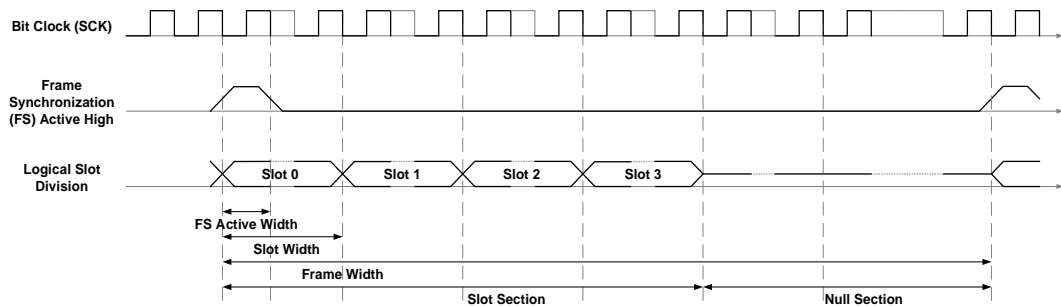 Bit Clock (SCK)
Frame
Synchronization
(FS) Active High
Logical Slot
Division
Slot 0
Slot 1
Slot 2
Slot 3
FS Active Width
Slot Width
Frame Width
Slot Section
Null Section